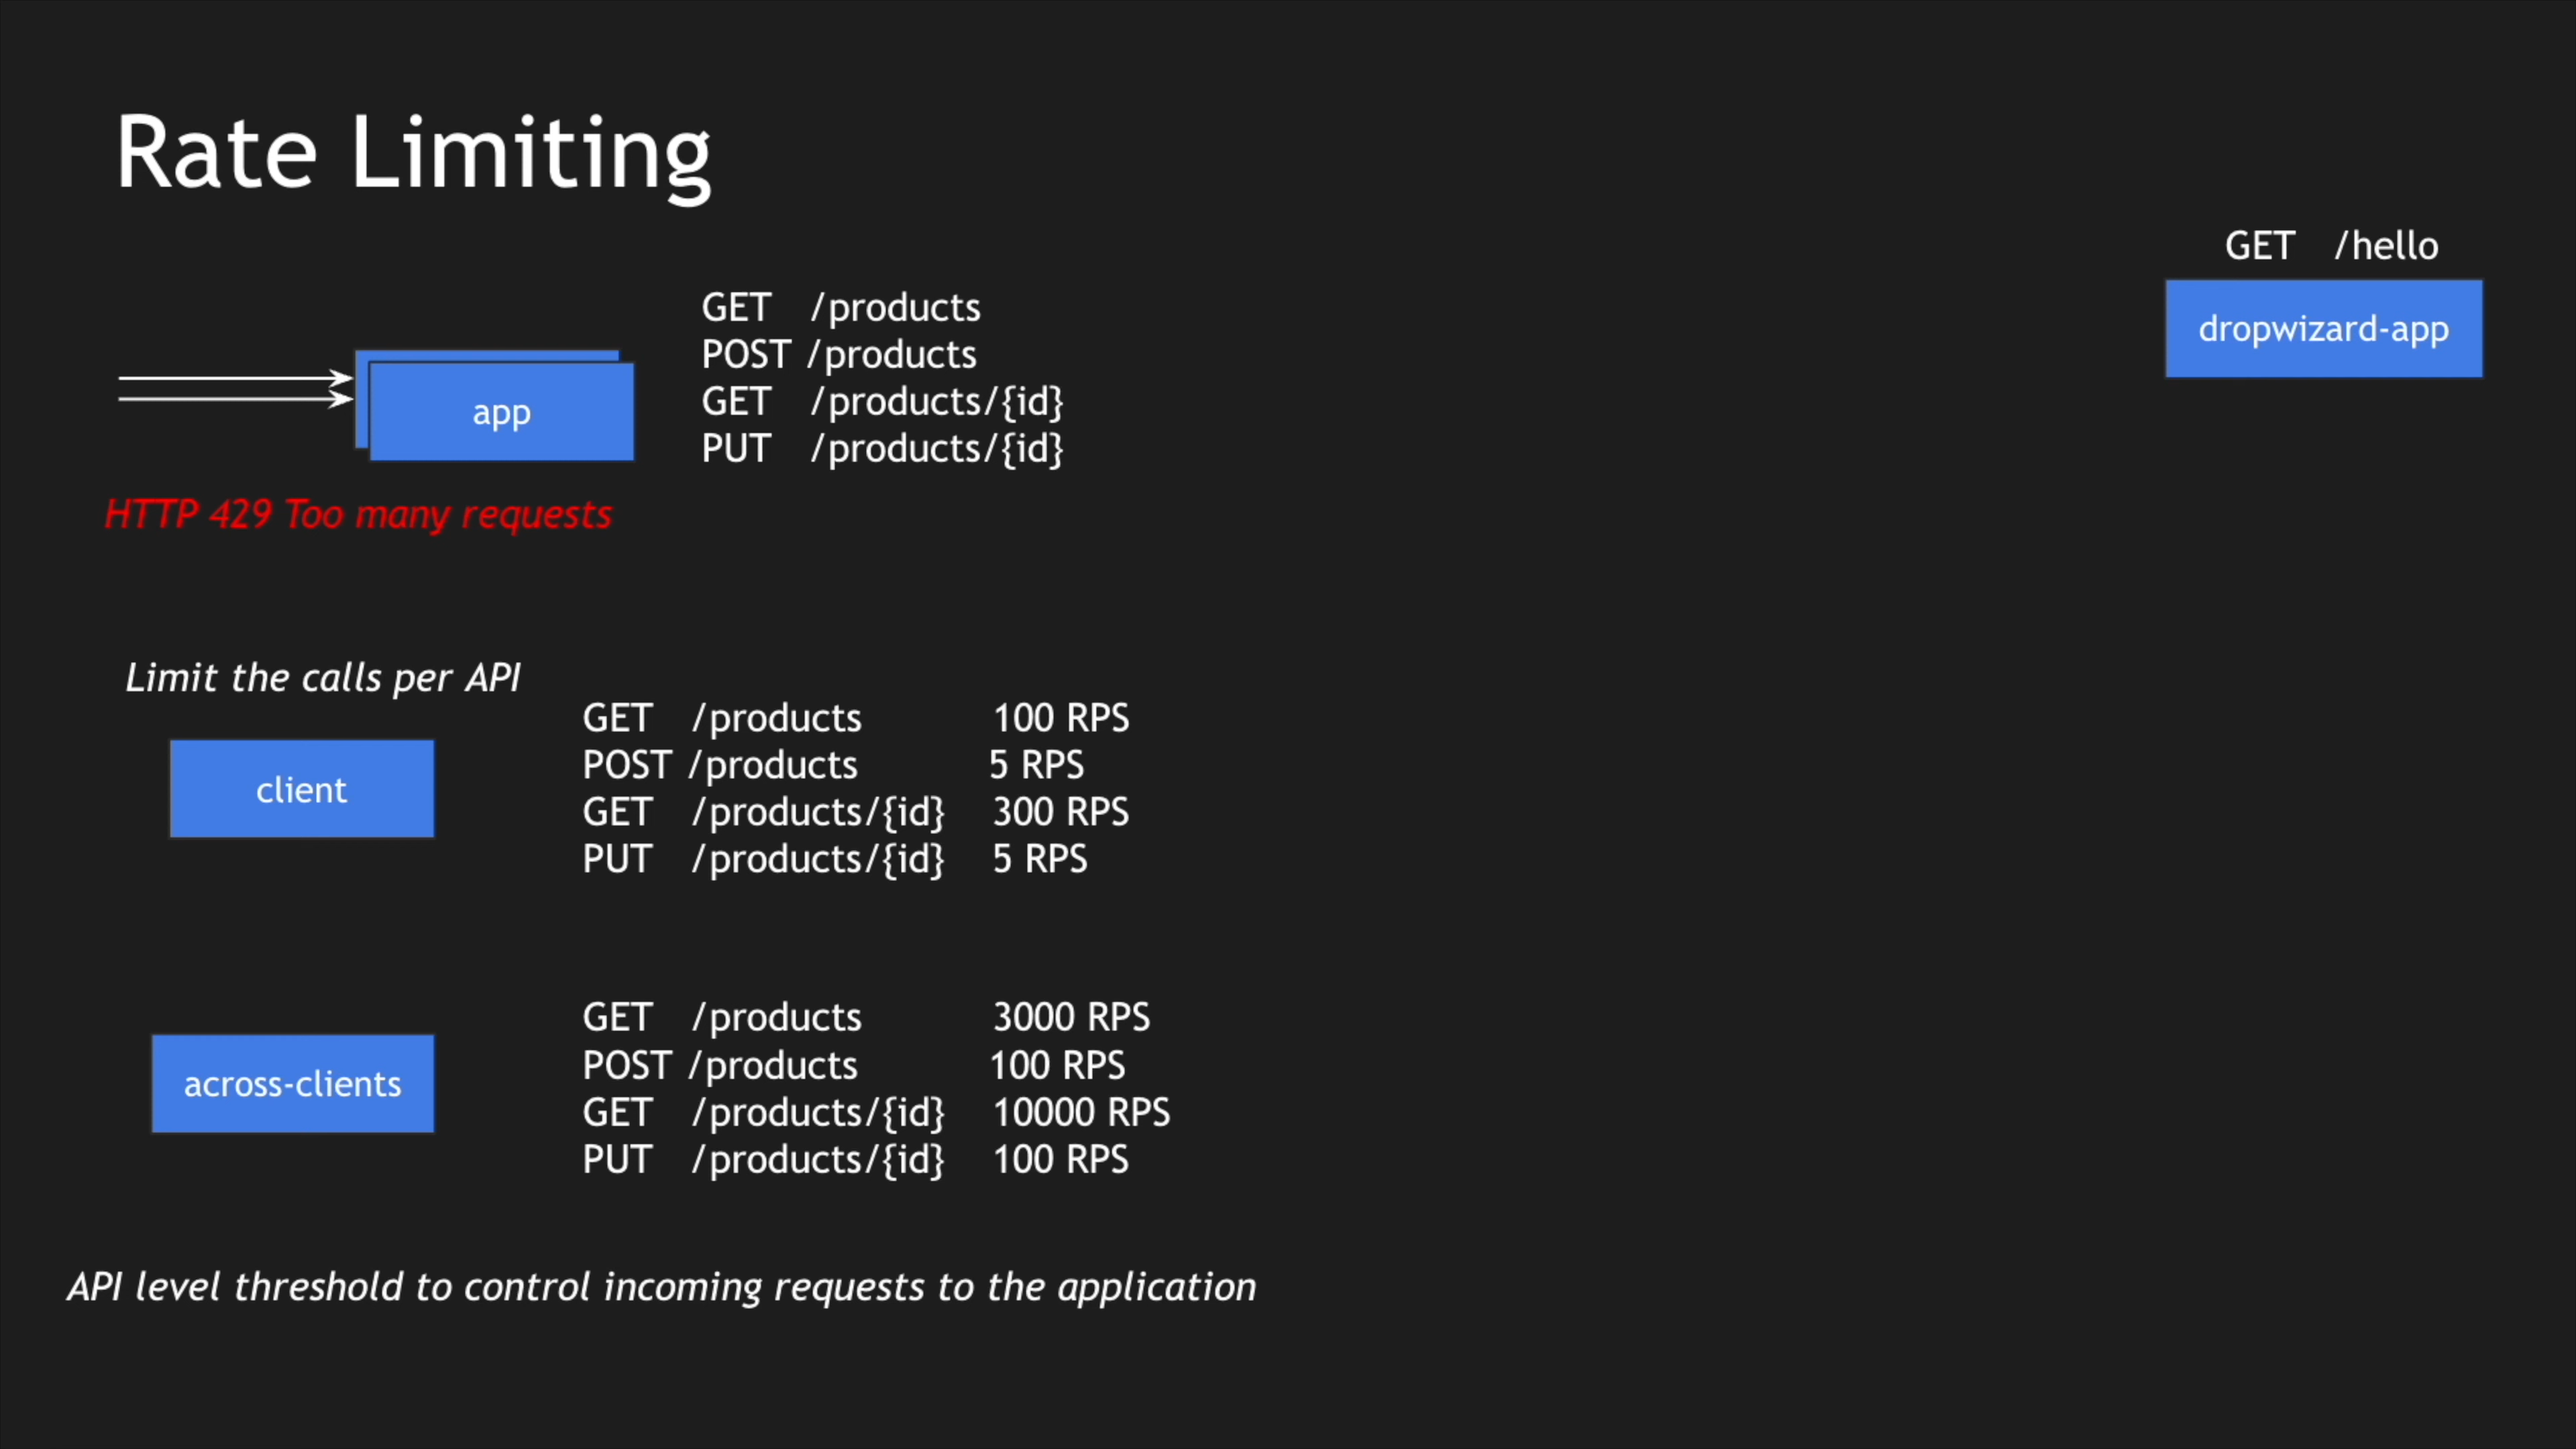 Rate Limiting
GET /hello
dropwizard-app
GET /products
POST /products
GET /products/{id}
PUT /products/{id}
app
HTTP 429 Too many requests
Limit the calls per API
client
GET /products 100 RPS
POST /products 5 RPS
GET /products/{id} 300 RPS
PUT /products/{id} 5 RPS
across-clients
GET /products 3000 RPS
POST /products 100 RPS
GET /products/{id} 10000 RPS
PUT /products/{id} 100 RPS
API level threshold to control incoming requests to the application